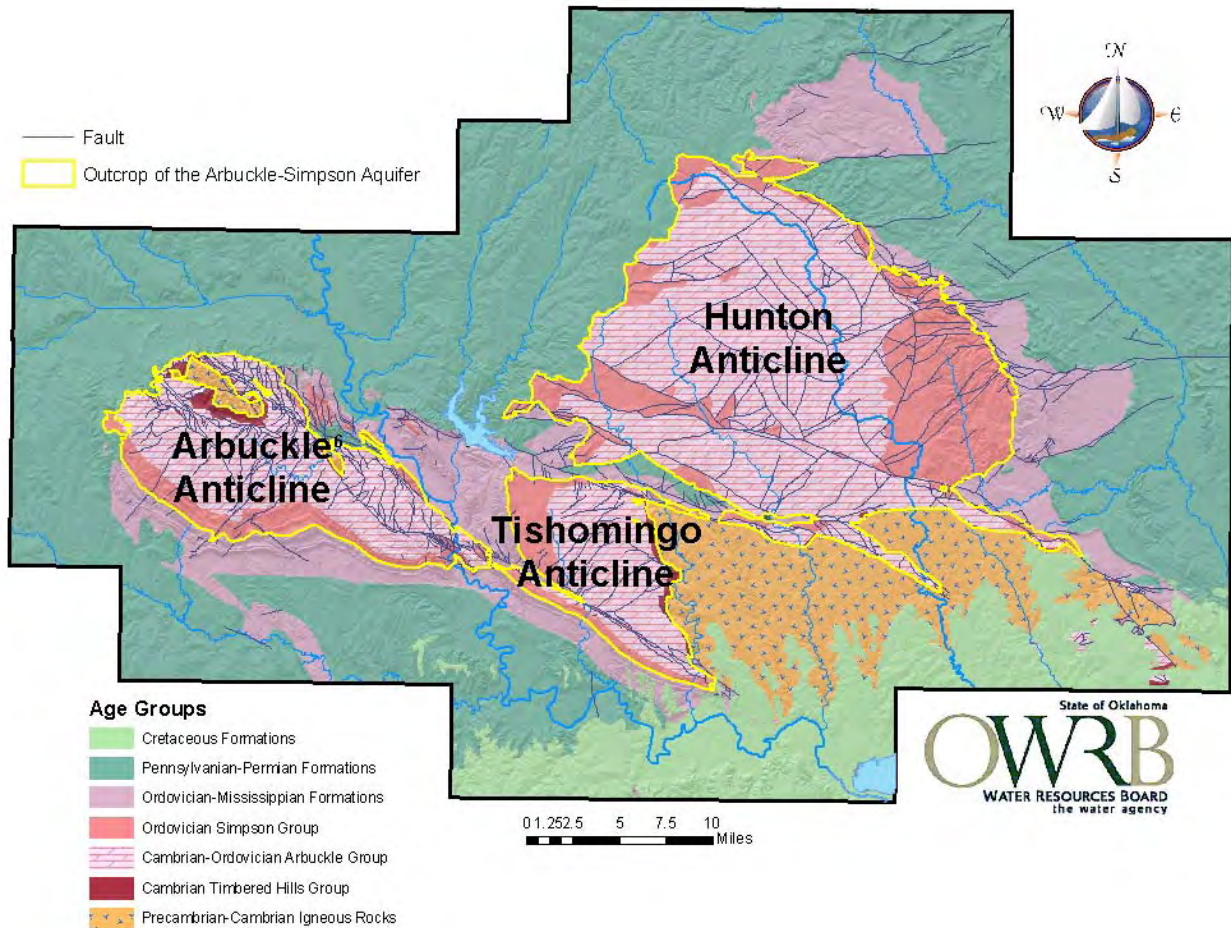 N
W
E
S
Fault
Outcrop of the Arbuckle-Simpson Aquifer
Hunton
Anticline
Arbuckle
Anticline
Tishomingo
Anticline
Age Groups
Cretaceous Formations
Pennsylvanian-Permian Formations
Ordovician-Mississippian Formations
Ordovician Simpson Group
Cambrian-Ordovician Arbuckle Group
Cambrian Timbered Hills Group
Precambrian-Cambrian Igneous Rocks
0 1.252.5 5 7.5 10
Miles
State of Oklahoma
OWRB
WATER RESOURCES BOARD
the water agency